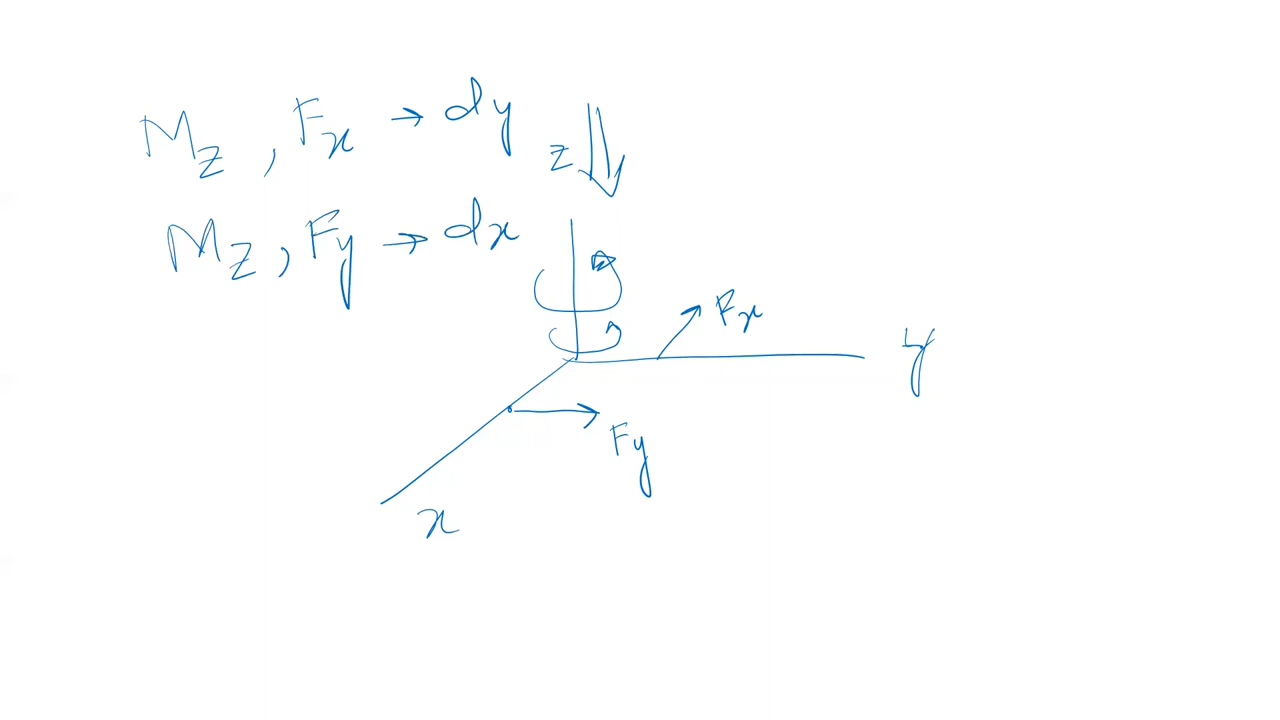 Mz, Fx → dy
z
Mz, Fy → dx
Fx
y
Fy
x